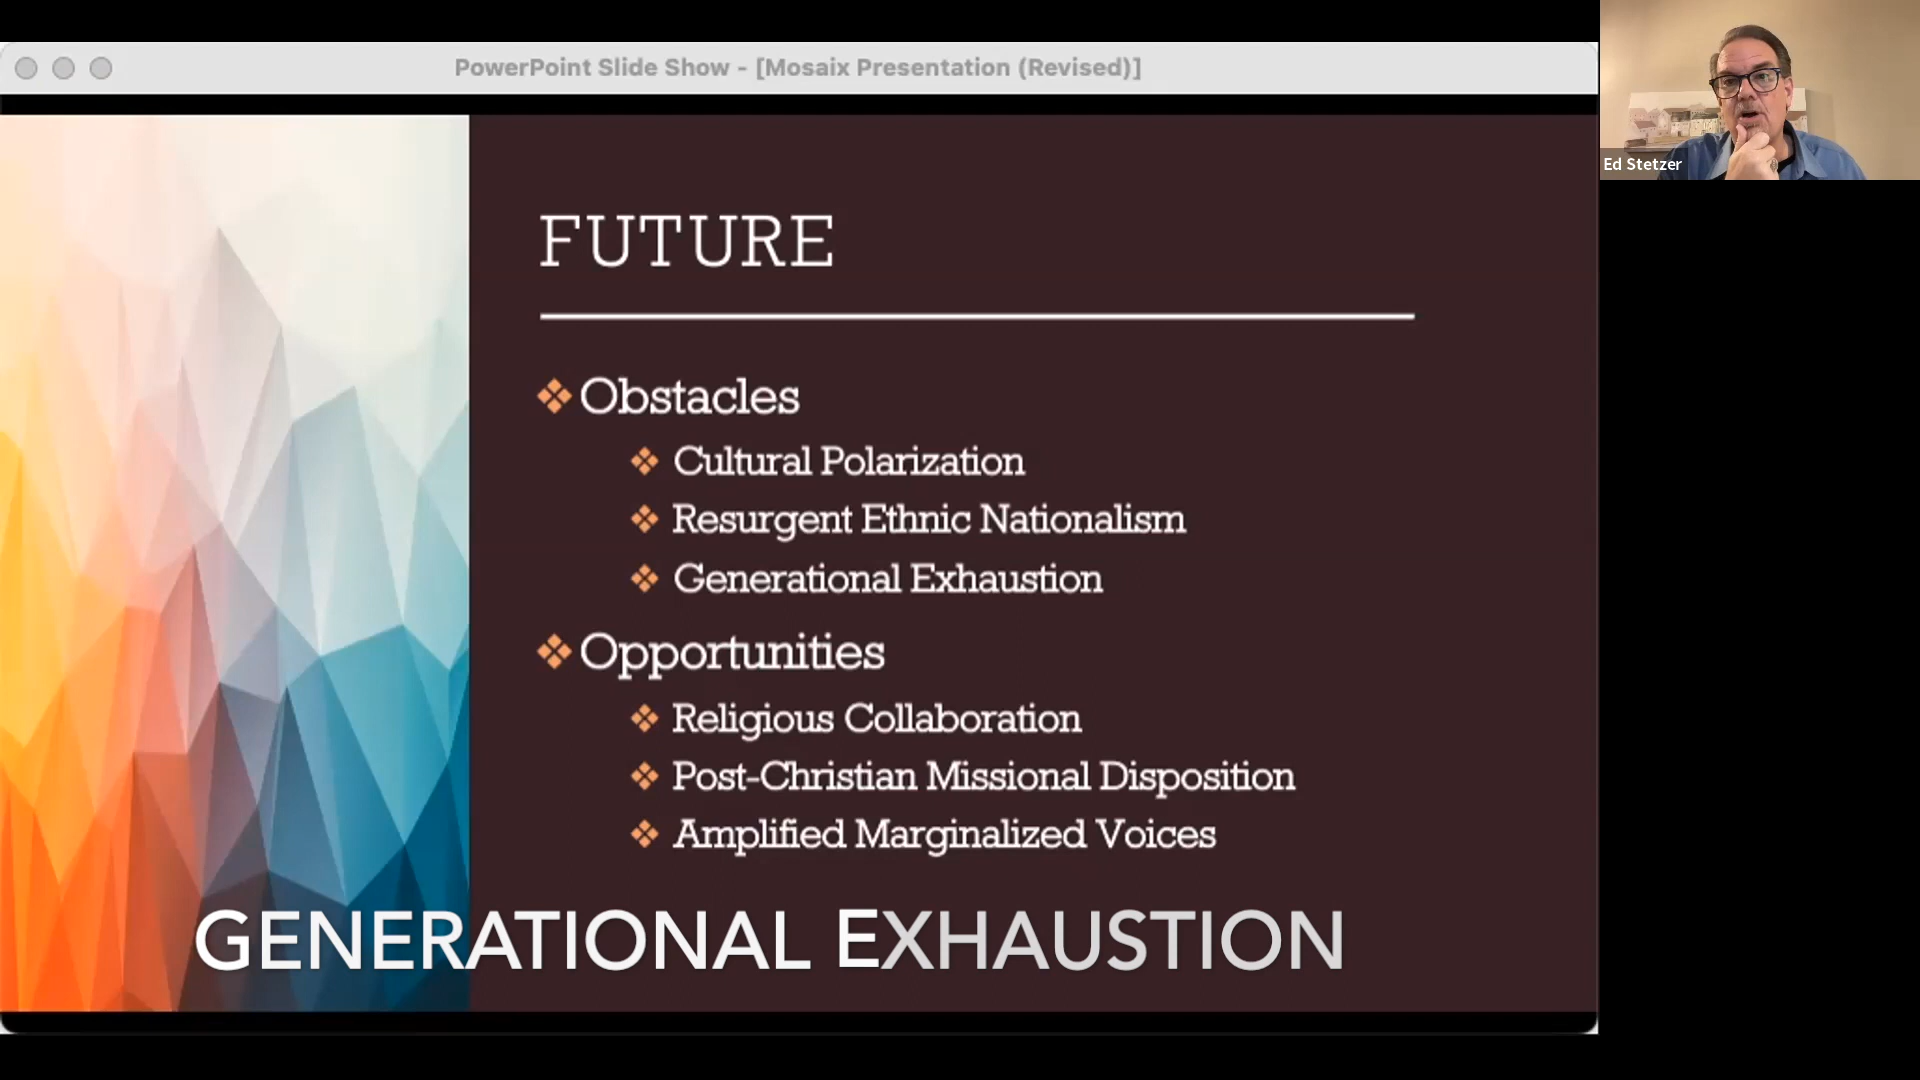 PowerPoint Slide Show - [Mosaix Presentation (Revised)]
Ed Stetzer
FUTURE
Obstacles
Cultural Polarization
Resurgent Ethnic Nationalism
Generational Exhaustion
Opportunities
Religious Collaboration
Post-Christian Missional Disposition
Amplified Marginalized Voices
GENERATIONAL EXHAUSTION